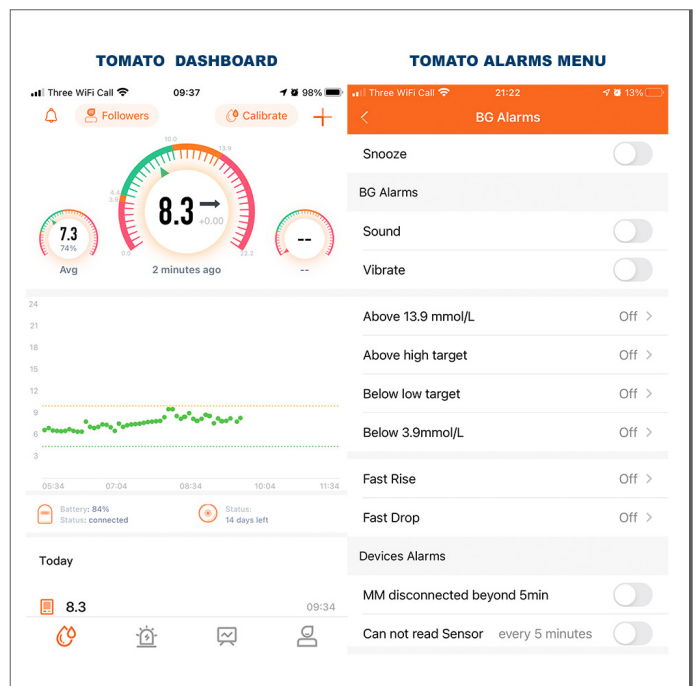 TOMATO DASHBOARD
Three WiFi Call 09:37 98%
Followers
Calibrate
10.0
13.9
4.4
3.9
8.3
+0.00
0.0
22.2
7.3
74%
--
Avg
2 minutes ago
--
24
21
18
15
12
9
6
3
05:34 07:04 08:34 10:04 11:34
Battery: 84%
Status: connected
Status:
14 days left
Today
8.3 09:34
TOMATO ALARMS MENU
Three WiFi Call 21:22 13%
BG Alarms
Snooze
BG Alarms
Sound
Vibrate
Above 13.9 mmol/L Off
Above high target Off
Below low target Off
Below 3.9mmol/L Off
Fast Rise Off
Fast Drop Off
Devices Alarms
MM disconnected beyond 5min
Can not read Sensor every 5 minutes